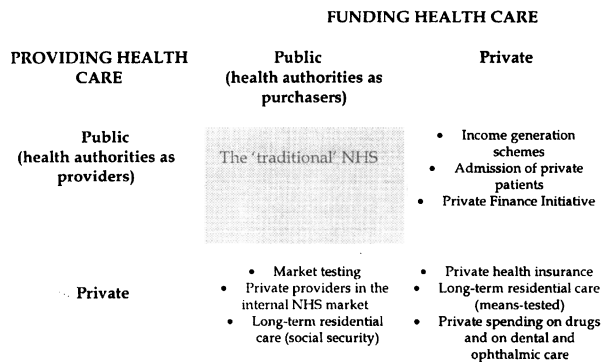 FUNDING HEALTH CARE
PROVIDING HEALTH CARE
Public
(health authorities as
purchasers)
Private
Public
(health authorities as
providers)
The 'traditional' NHS
• Income generation
schemes
• Admission of private
patients
• Private Finance Initiative
Private
• Market testing
• Private providers in the
internal NHS market
• Long-term residential
care (social security)
• Private health insurance
• Long-term residential care
(means-tested)
• Private spending on drugs
and on dental and
ophthalmic care